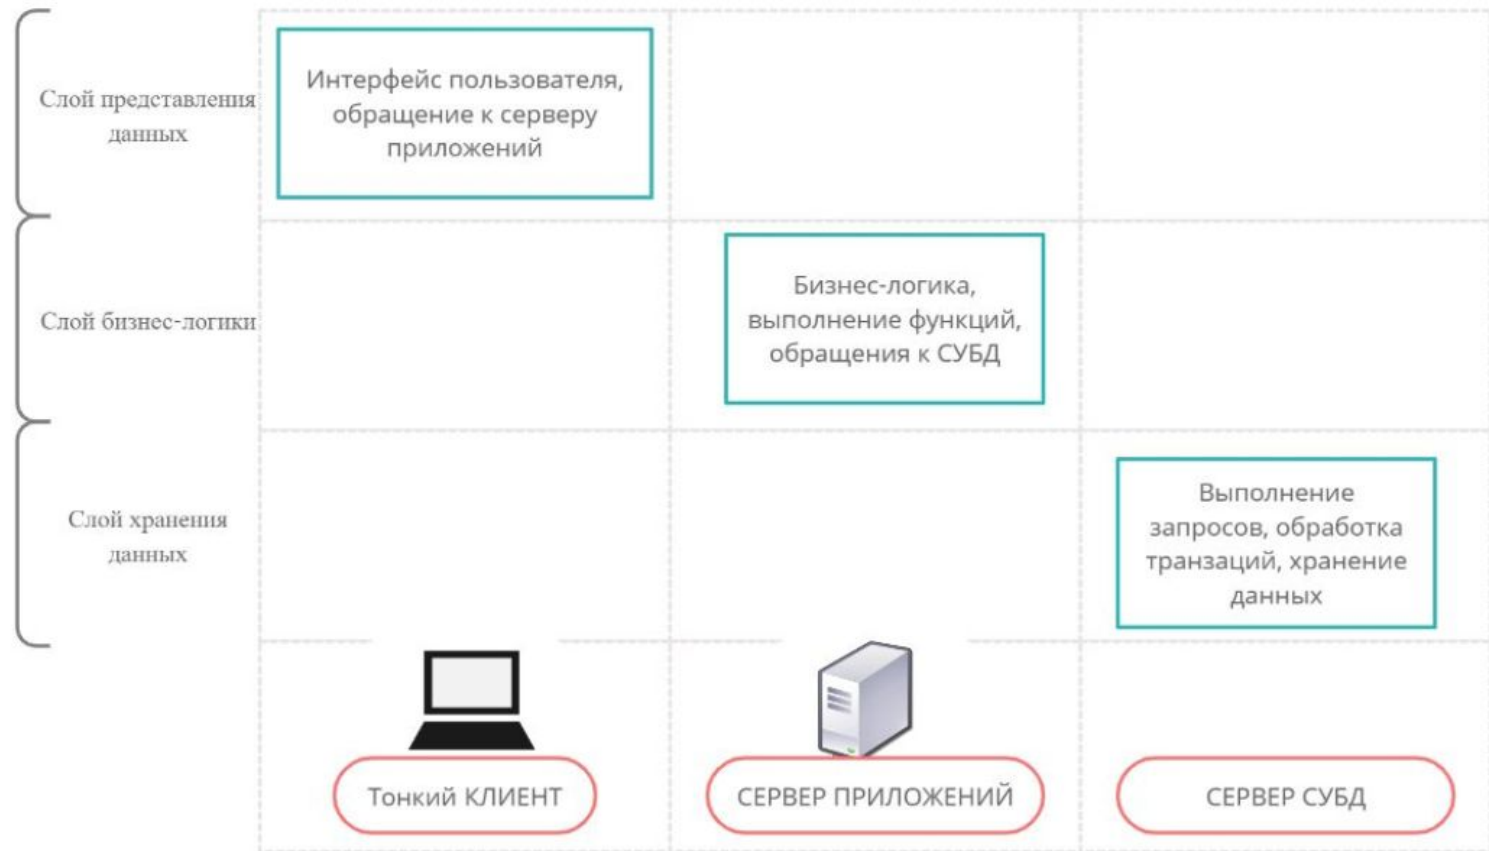 Слой представления
данных
Интерфейс пользователя,
обращение к серверу
приложений
Слой бизнес-логики
Бизнес-логика,
выполнение функций,
обращения к СУБД
Слой хранения
данных
Выполнение
запросов, обработка
транзаций, хранение
данных
Тонкий КЛИЕНТ
СЕРВЕР ПРИЛОЖЕНИЙ
СЕРВЕР СУБД